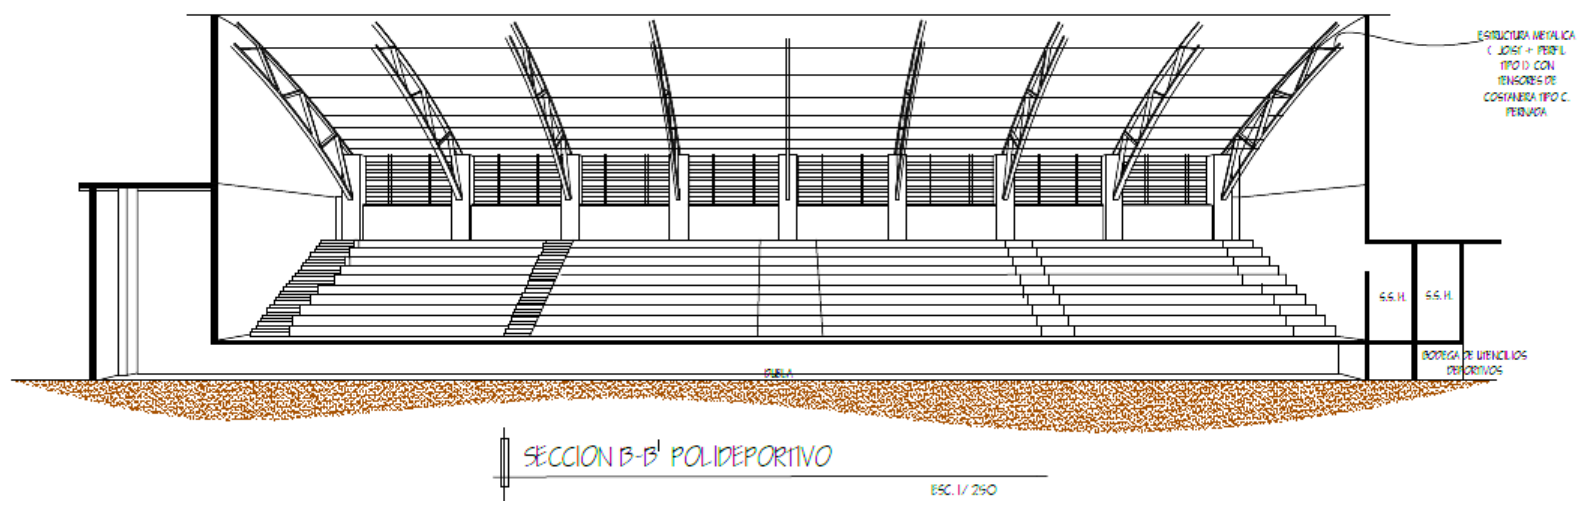 ESTRUCTURA METALICA
( JOIST + PERFIL
TIPO I) CON
TENSORES DE
COSTANERA TIPO C.
PERNADA
S.S. H.
S.S. H.
BODEGA DE UTENCILIOS
DEPORTIVOS
SECCION B-B' POLIDEPORTIVO
ESC. 1/ 250